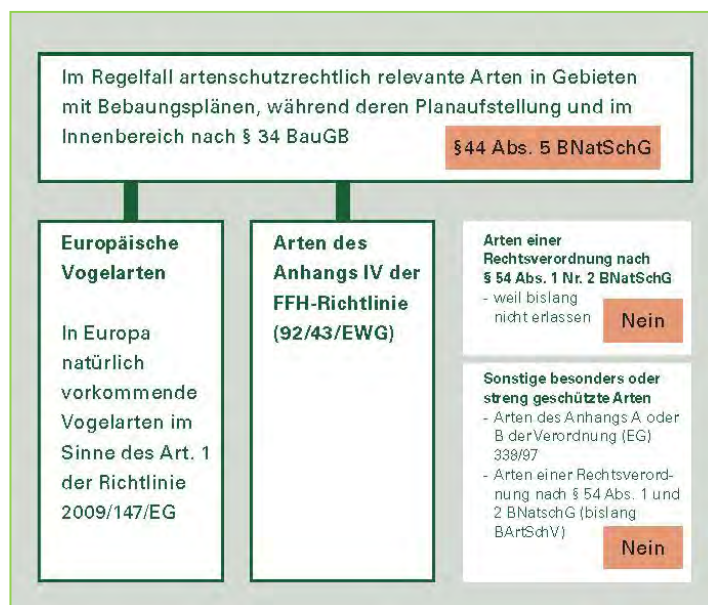 Im Regelfall artenschutzrechtlich relevante Arten in Gebieten
mit Bebaungsplänen, während deren Planaufstellung und im
Innenbereich nach § 34 BauGB
§44 Abs. 5 BNatSchG
Europäische
Vogelarten
In Europa
natürlich
vorkommende
Vogelarten im
Sinne des Art. 1
der Richtlinie
2009/147/EG
Arten des
Anhangs IV der
FFH-Richtlinie
(92/43/EWG)
Arten einer
Rechtsverordnung nach
§ 54 Abs. 1 Nr. 2 BNatSchG
- weil bislang
nicht erlassen
Nein
Sonstige besonders oder
streng geschützte Arten
- Arten des Anhangs A oder
B der Verordnung (EG)
338/97
- Arten einer Rechtsverord-
nung nach § 54 Abs. 1 und
2 BNatschG (bislang
BArtSchV)
Nein